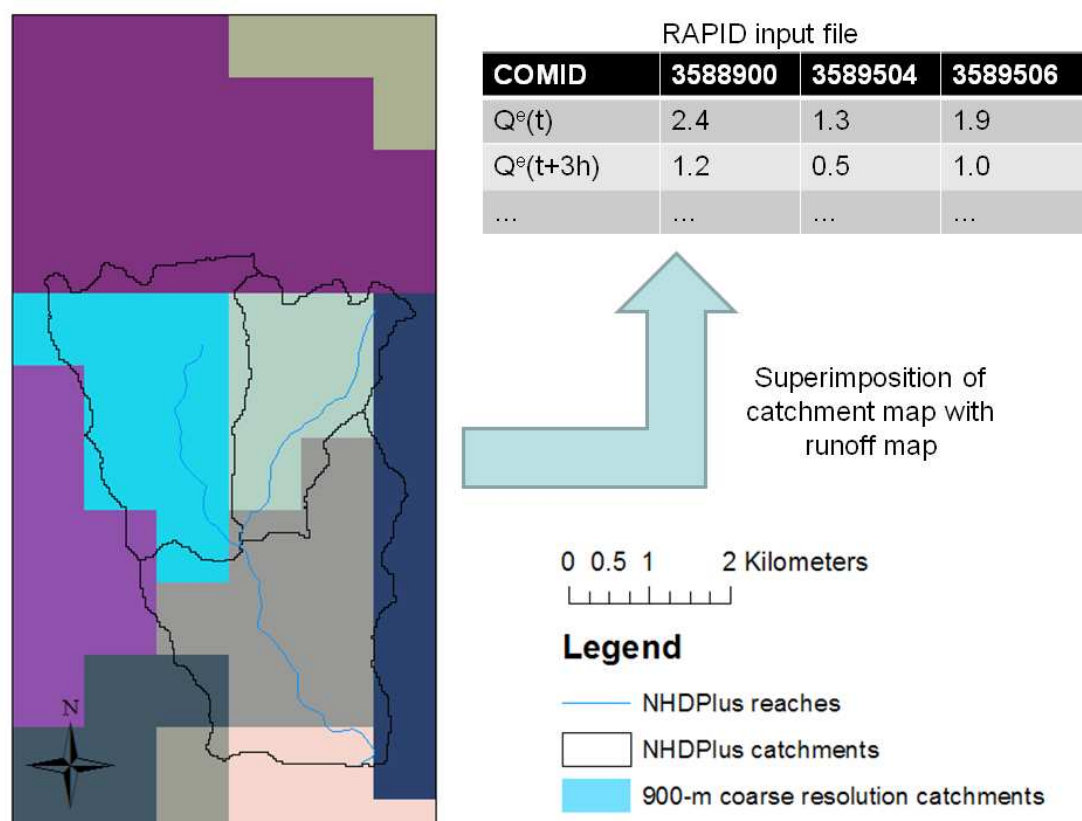 RAPID input file
COMID 3588900 3589504 3589506
Qᵉ(t) 2.4 1.3 1.9
Qᵉ(t+3h) 1.2 0.5 1.0
... ... ... ...
Superimposition of
catchment map with
runoff map
N
0 0.5 1 2 Kilometers
Legend
NHDPlus reaches
NHDPlus catchments
900-m coarse resolution catchments